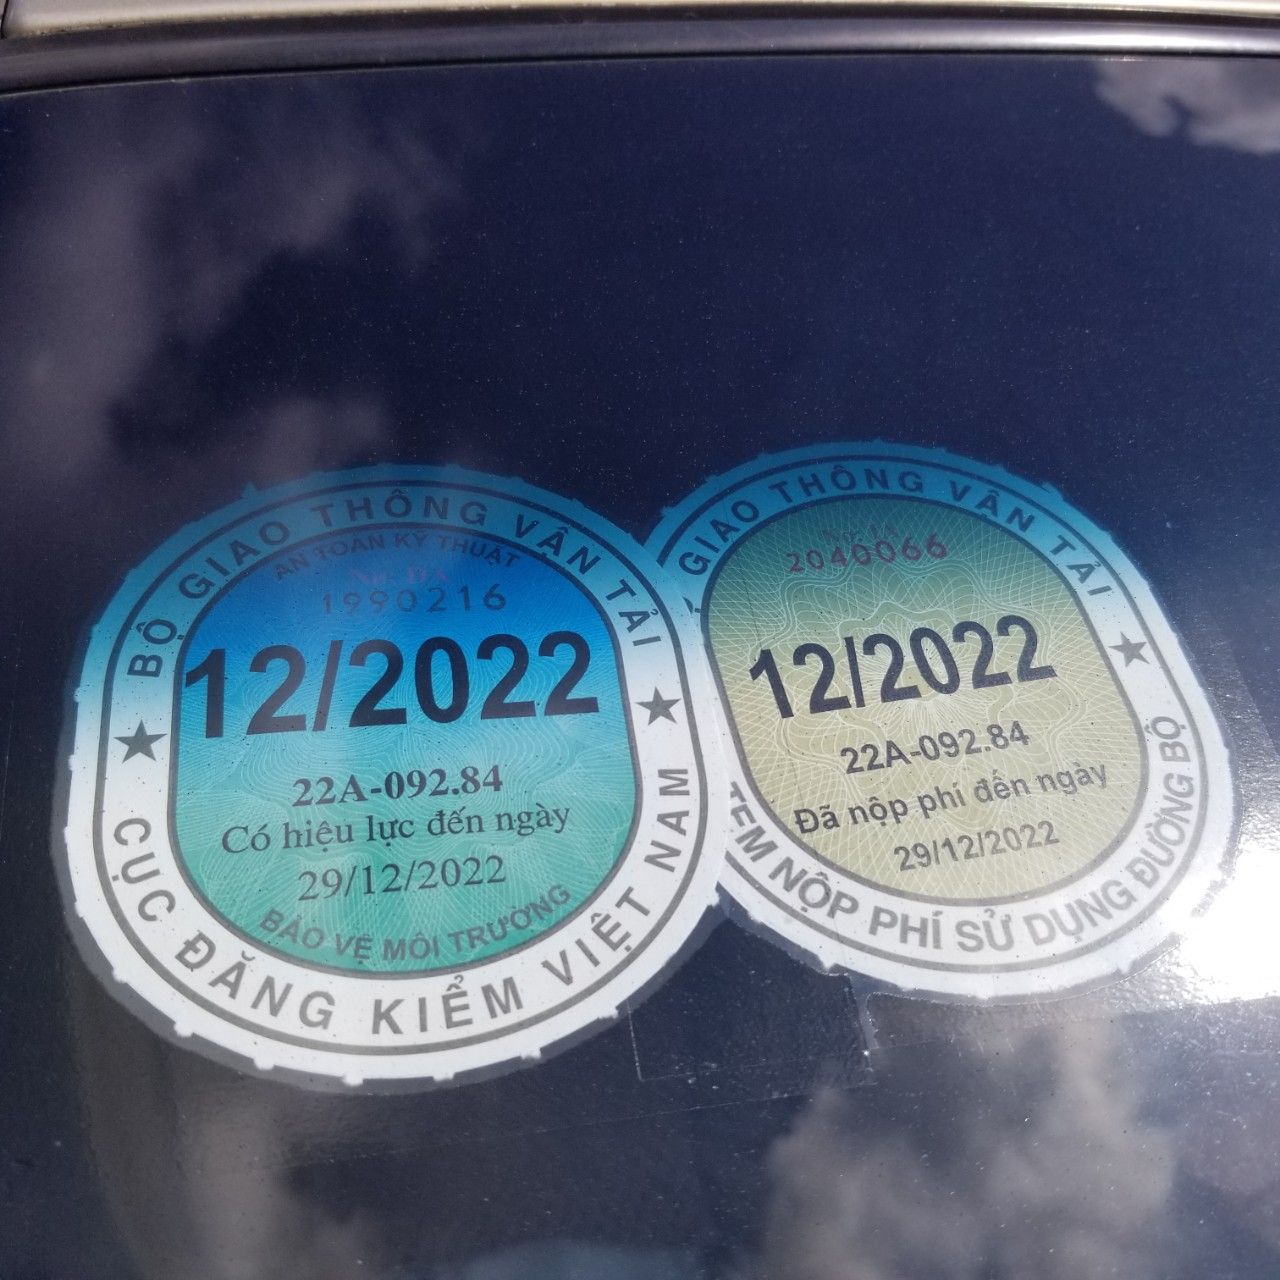 BỘ GIAO THÔNG VẬN TẢI
AN TOÀN KỸ THUẬT
1990216
12/2022
22A-092.84
Có hiệu lực đến ngày
29/12/2022
BẢO VỆ MÔI TRƯỜNG
CỤC ĐĂNG KIỂM VIỆT NAM
GIAO THÔNG VẬN TẢI
2040066
12/2022
22A-092.84
Đã nộp phí đến ngày
29/12/2022
TEM NỘP PHÍ SỬ DỤNG ĐƯỜNG BỘ